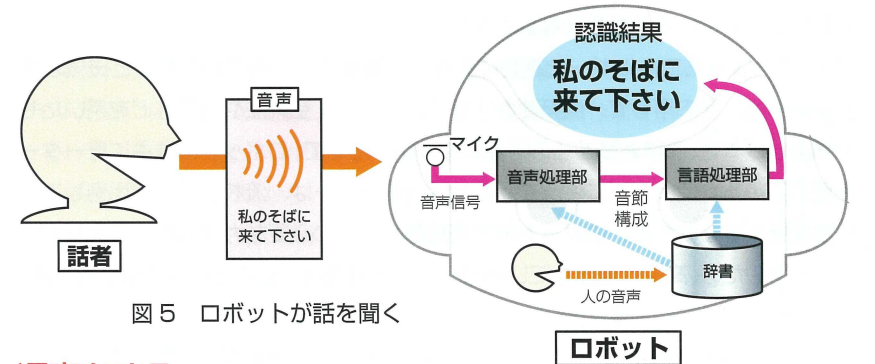 音声
私のそばに
来て下さい
話者
図5 ロボットが話を聞く
認識結果
私のそばに
来て下さい
マイク
音声信号
音声処理部
音節
構成
言語処理部
辞書
人の音声
ロボット